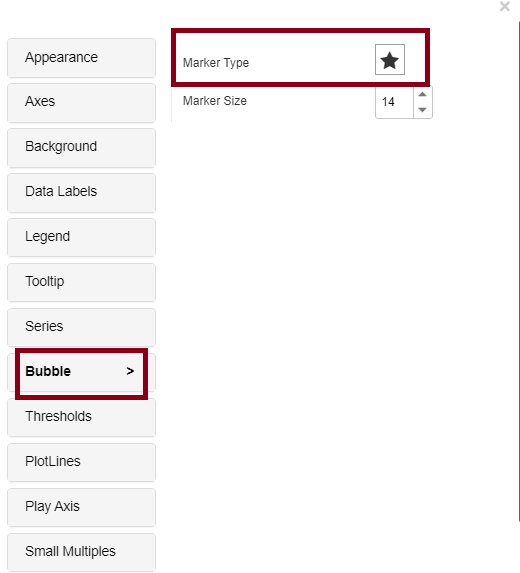 Appearance
Axes
Background
Data Labels
Legend
Tooltip
Series
Bubble >
Thresholds
PlotLines
Play Axis
Small Multiples
Marker Type
Marker Size 14